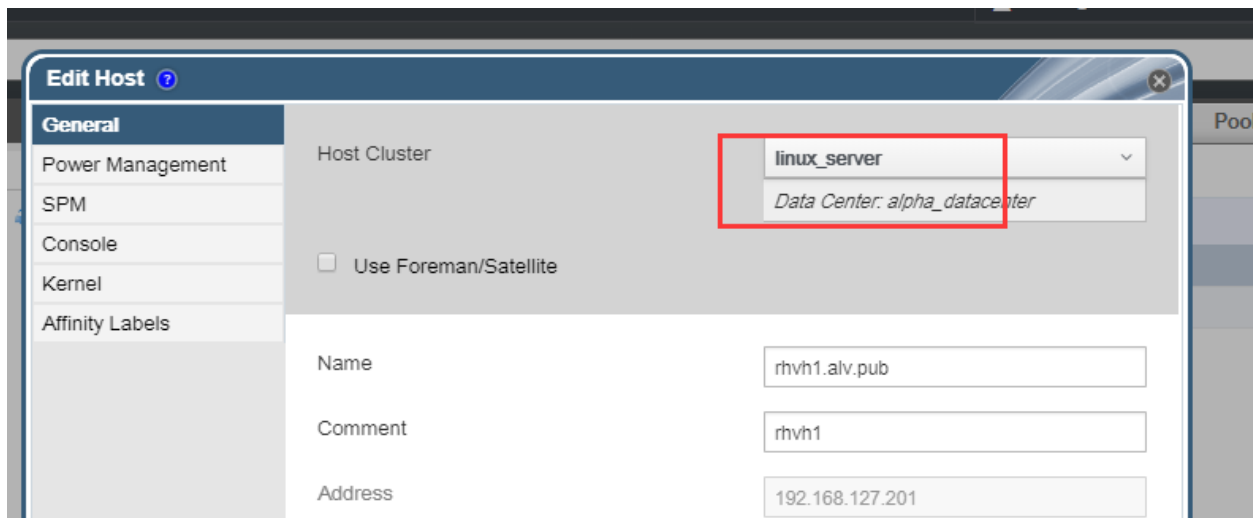 Edit Host ?
General
Power Management
SPM
Console
Kernel
Affinity Labels
Host Cluster
linux_server
Data Center: alpha_datacenter
Use Foreman/Satellite
Name
rhvh1.alv.pub
Comment
rhvh1
Address
192.168.127.201